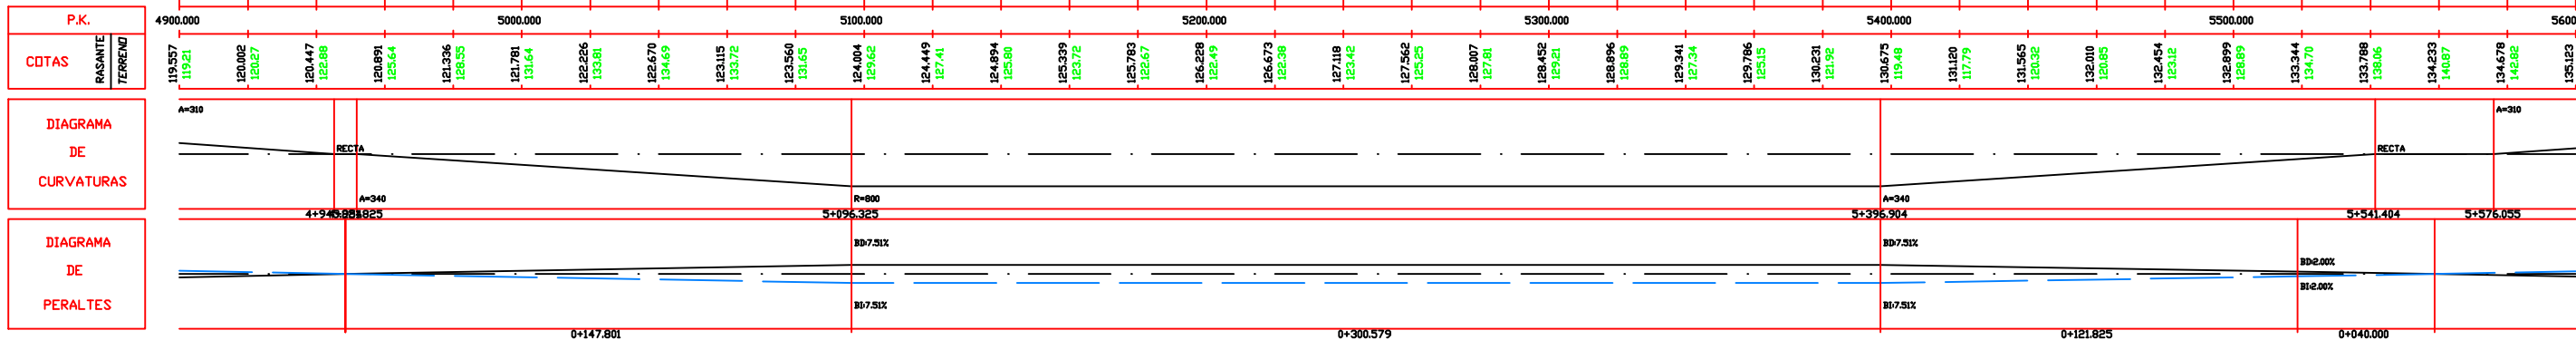 P.K.
4900.000 5000.000 5100.000 5200.000 5300.000 5400.000 5500.000
COTAS
RASANTE
TERRENO
119.557 120.002 120.447 120.891 121.336 121.781 122.226 122.670 123.115 123.560 124.004 124.449 124.894 125.339 125.783 126.228 126.673 127.118 127.562 128.007 128.452 128.896 129.341 129.786 130.231 130.675 131.120 131.565 132.010 132.454 132.899 133.344 133.788 134.233 134.678 135.123
119.21 120.27 122.88 125.64 128.55 131.64 133.81 134.69 133.72 131.65 129.62 127.41 125.80 123.72 122.67 122.49 122.38 123.42 125.25 127.81 129.21 128.89 127.34 125.15 121.92 119.48 117.79 120.32 120.85 123.12 128.89 134.70 138.06 140.87 142.82
DIAGRAMA
DE
CURVATURAS
A=310 A=310
RECTA RECTA
A=340 R=800 A=340
5+096.325 5+396.904 5+541.404 5+576.055
DIAGRAMA
DE
PERALTES
BD:7.51% BD:7.51%
BD:2.00%
BI:2.00%
BI:7.51% BI:7.51%
0+147.801 0+300.579 0+121.825 0+040.000